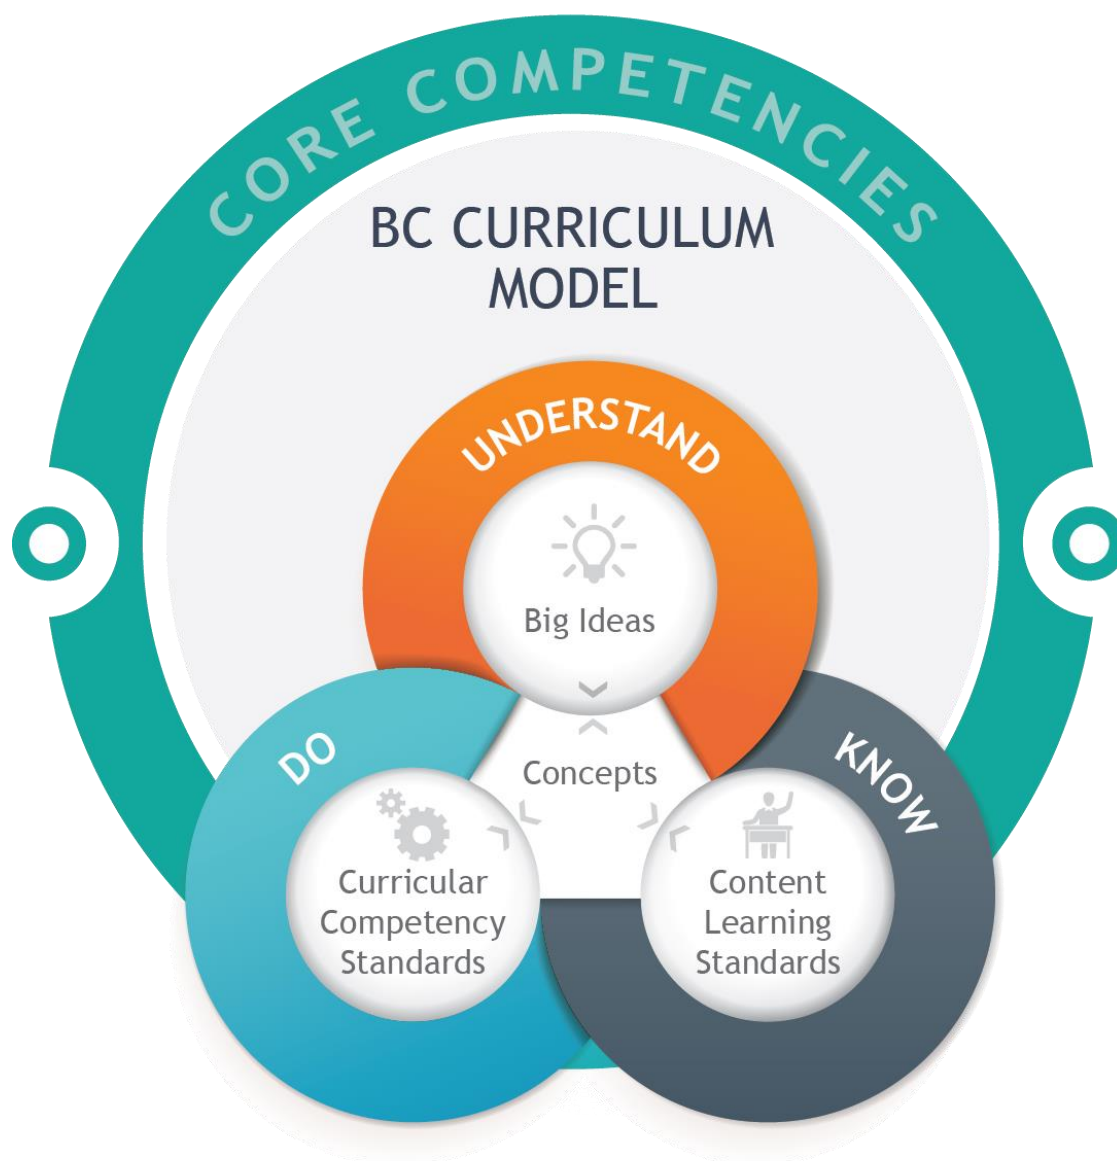 CORE COMPETENCIES
BC CURRICULUM
MODEL
UNDERSTAND
Big Ideas
DO
Concepts
KNOW
Curricular
Competency
Standards
Content
Learning
Standards